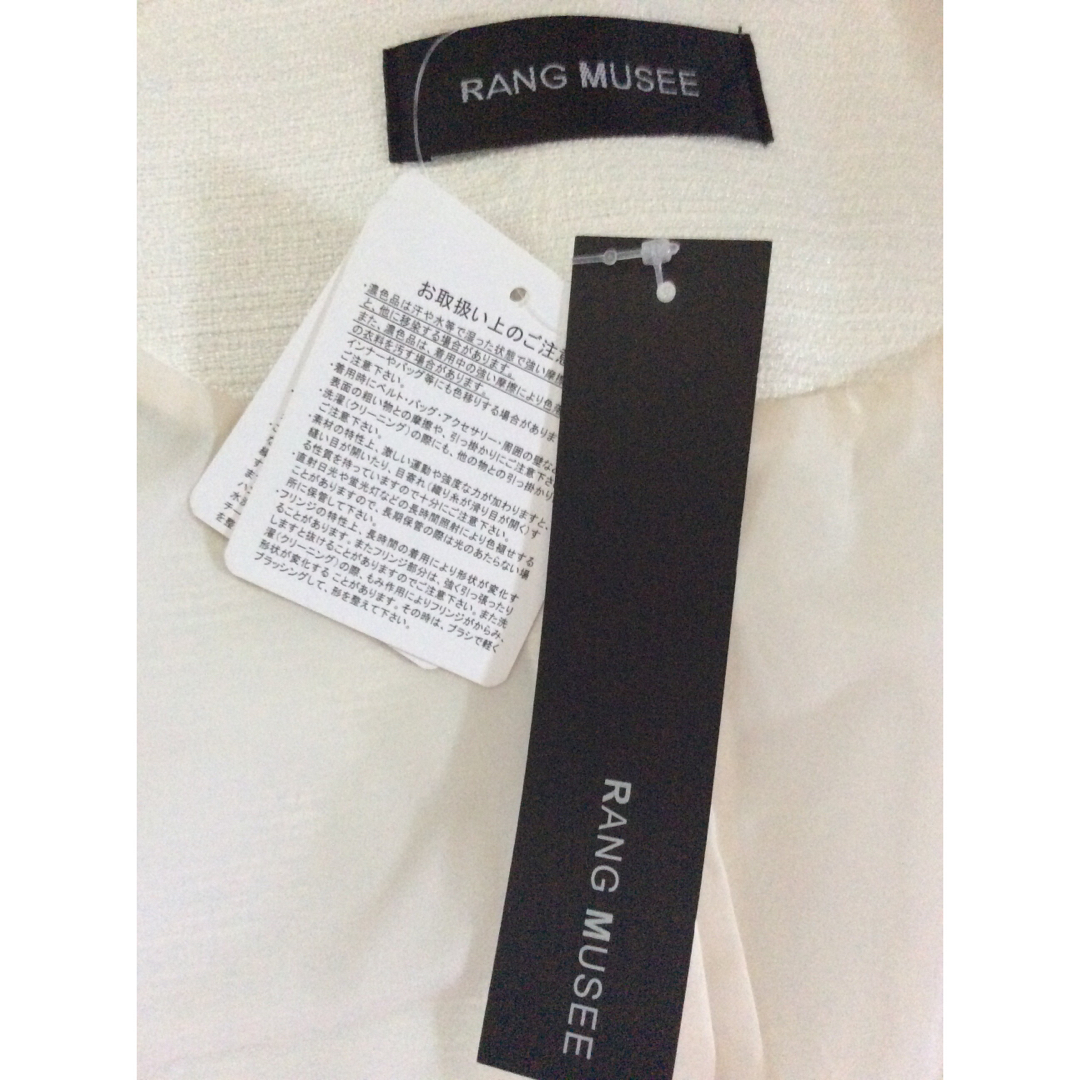 RANG MUSEE
お取扱い上のご注意
・濃色品は汗や水等で湿った状態で強い摩擦
と、他に移染する場合があります。
また、濃色品は、着用中の強い摩擦により色落
の衣料を汚す場合があります。
インナーやバッグ等にも色移りする場合があります
ご注意下さい。
・着用時にベルト・バッグ・アクセサリー・周囲の壁など
表面の粗い物との摩擦や、引っ掛かりにご注意下さ
・洗濯(クリーニング)の際にも、他の物との引っ掛かり
ご注意下さい。
・素材の特性上、激しい運動や強度な力が加わりますと、
縫い目が開いたり、目寄れ(織り糸が滑り目が開く)す
る性質を持っていますので十分にご注意下さい。
・直射日光や蛍光灯などの長時間照射により色褪せする
ことがありますので、長期保管の際は光のあたらない場
所に保管して下さい。
・フリンジの特性上、長時間の着用により形状が変化す
ることがあります。またフリンジ部分は、強く引っ張ったり
しますと抜けることがありますのでご注意下さい。また洗
濯(クリーニング)の際、もみ作用によりフリンジがからみ、
形状が変化することがあります。その時は、ブラシで軽く
ブラッシングして、形を整えて下さい。
RANG MUSEE